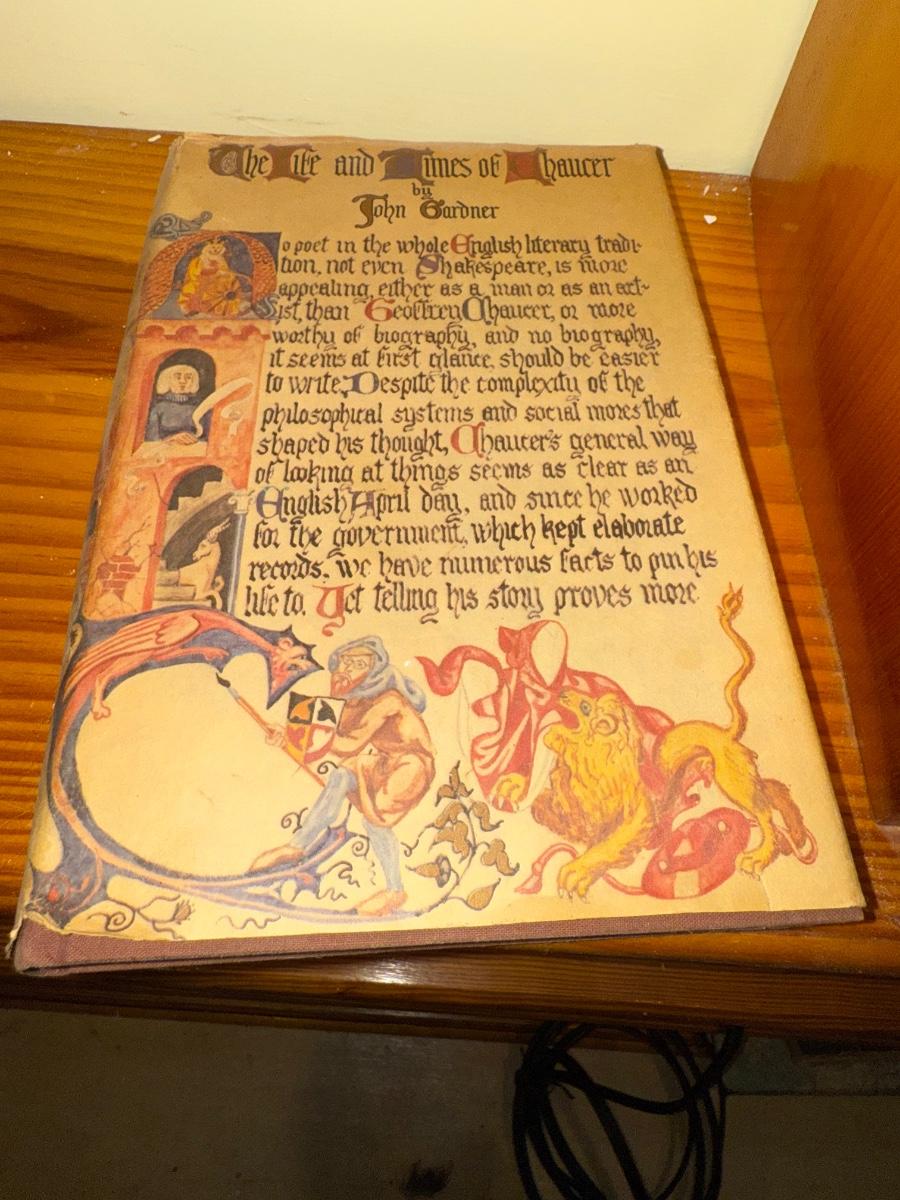 The Life and Times of Chaucer
by
John Gardner
No poet in the whole English literary tradi-
tion, not even Shakespeare, is more
appealing, either as a man or as an art-
ist, than Geoffrey Chaucer, or more
worthy of biography, and no biography,
it seems at first glance, should be easier
to write. Despite the complexity of the
philosophical systems and social mores that
shaped his thought, Chaucer's general way
of looking at things seems as clear as an
English April day, and since he worked
for the government, which kept elaborate
records, we have numerous facts to pin his
life to. Yet telling his story proves more